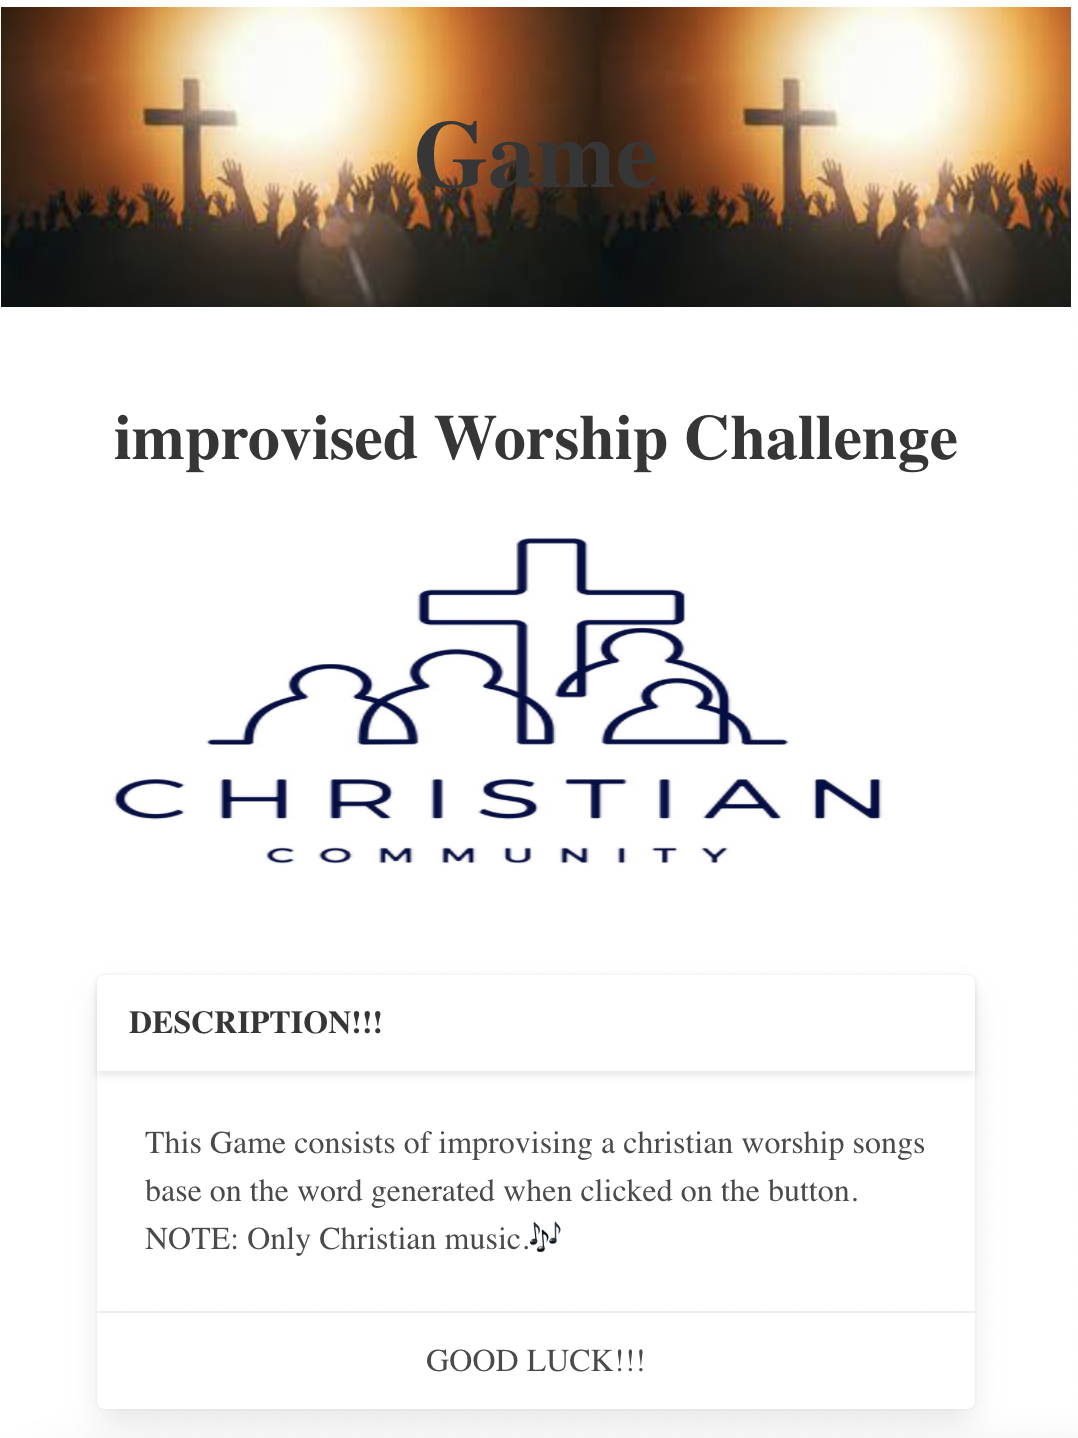 Game
improvised Worship Challenge
CHRISTIAN
COMMUNITY
DESCRIPTION!!!
This Game consists of improvising a christian worship songs
base on the word generated when clicked on the button.
NOTE: Only Christian music.🎶
GOOD LUCK!!!